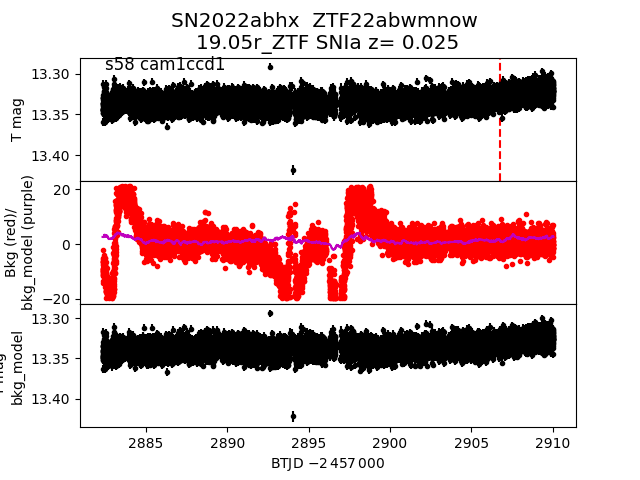 SN2022abhx  ZTF22abwmnow
19.05r_ZTF SNIa z= 0.025
s58 cam1ccd1
13.30
13.35
13.40
T mag
20
0
−20
Bkg (red)/
bkg_model (purple)
13.30
13.35
13.40
bkg_model
2885
2890
2895
2900
2905
2910
BTJD −2 457 000